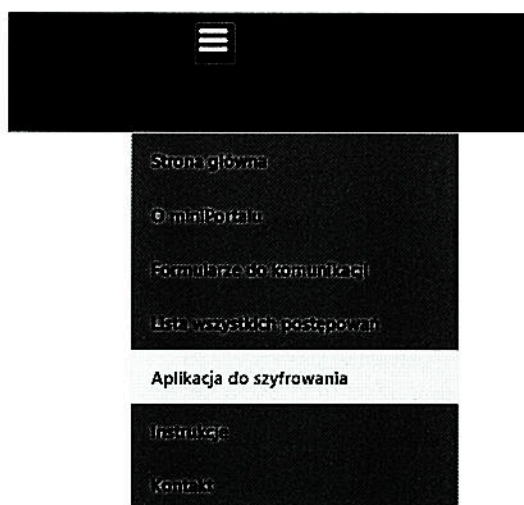 Strona główna
O miniPortalu
Formularze do komunikacji
Lista wszystkich postępowań
Aplikacja do szyfrowania
Instrukcje
Kontakt